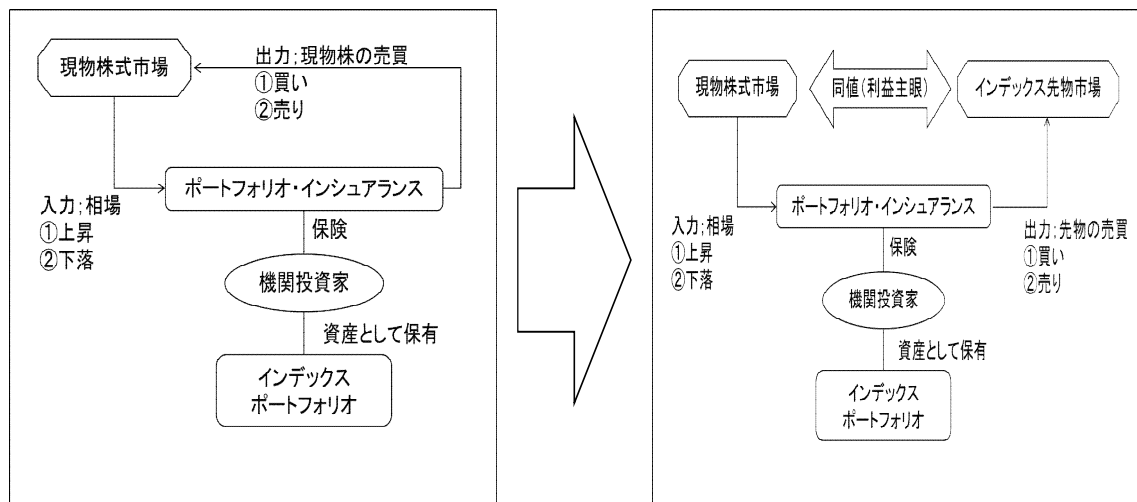 現物株式市場
出力;現物株の売買
①買い
②売り
ポートフォリオ・インシュアランス
入力;相場
①上昇
②下落
保険
機関投資家
資産として保有
インデックス
ポートフォリオ
現物株式市場
同値(利益主眼)
インデックス先物市場
ポートフォリオ・インシュアランス
入力;相場
①上昇
②下落
出力;先物の売買
①買い
②売り
保険
機関投資家
資産として保有
インデックス
ポートフォリオ